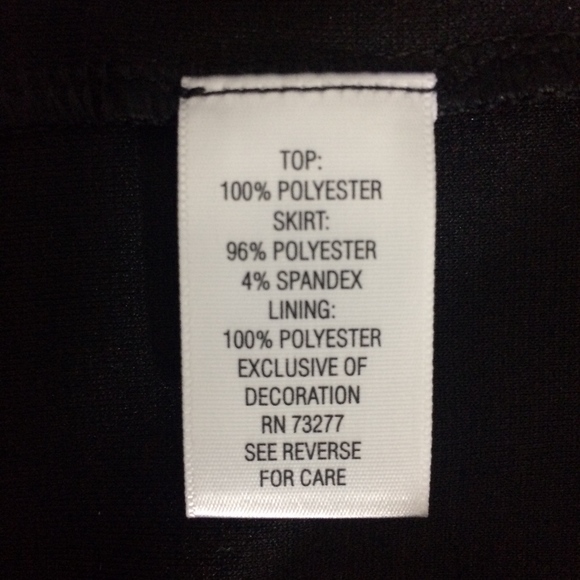 TOP:
100% POLYESTER
SKIRT:
96% POLYESTER
4% SPANDEX
LINING:
100% POLYESTER
EXCLUSIVE OF
DECORATION
RN 73277
SEE REVERSE
FOR CARE